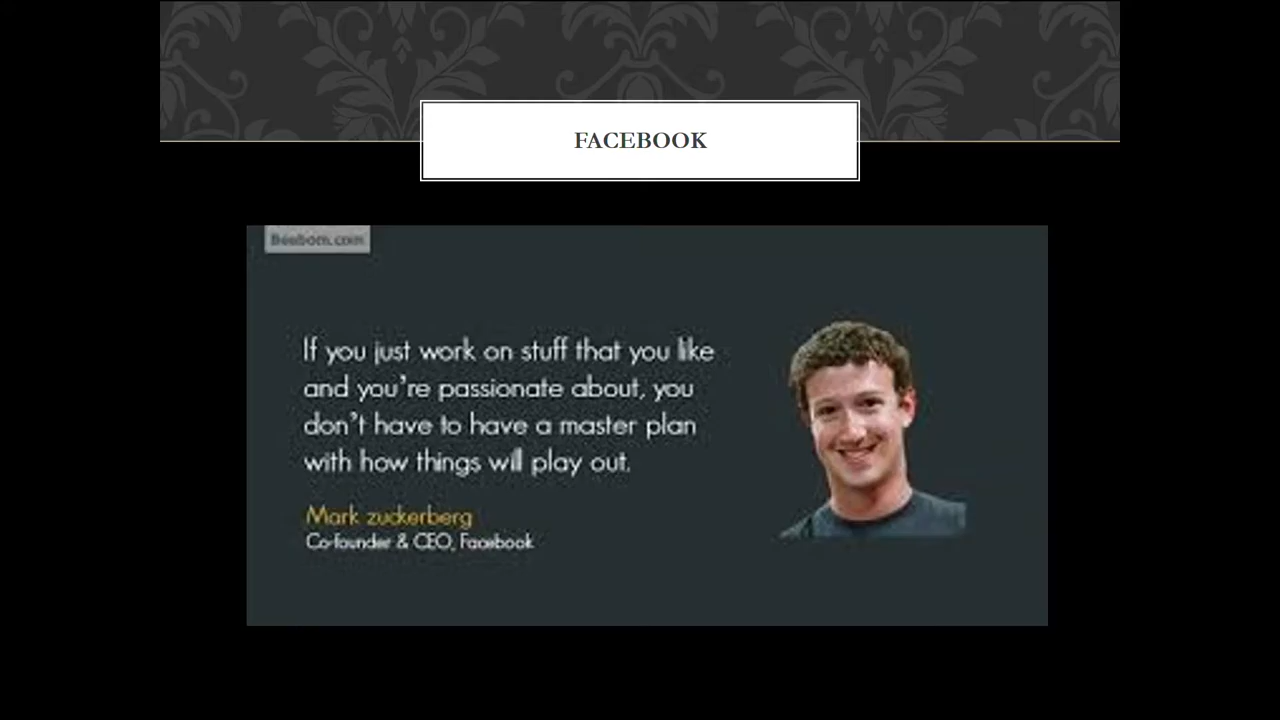 FACEBOOK
Beebom.com
If you just work on stuff that you like
and you're passionate about, you
don't have to have a master plan
with how things will play out.
Mark zuckerberg
Co-founder & CEO, Facebook